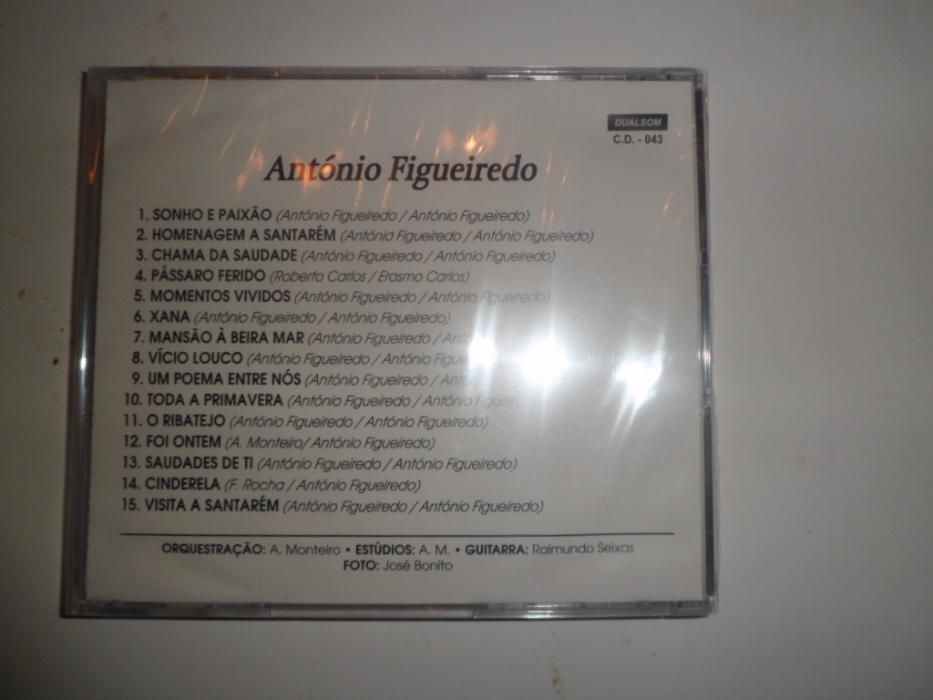 DUALSOM
C.D. - 043
António Figueiredo
1. SONHO E PAIXÃO (António Figueiredo / António Figueiredo)
2. HOMENAGEM A SANTARÉM (António Figueiredo / António Figueiredo)
3. CHAMA DA SAUDADE (António Figueiredo / António Figueiredo)
4. PÁSSARO FERIDO (Roberto Carlos / Erasmo Carlos)
5. MOMENTOS VIVIDOS (António Figueiredo / António Figueiredo)
6. XANA (António Figueiredo / António Figueiredo)
7. MANSÃO À BEIRA MAR (António Figueiredo /
8. VÍCIO LOUCO (António Figueiredo / António
9. UM POEMA ENTRE NÓS (António Figueiredo /
10. TODA A PRIMAVERA (António Figueiredo / António
11. O RIBATEJO (António Figueiredo / António Figueiredo)
12. FOI ONTEM (A. Monteiro/ António Figueiredo)
13. SAUDADES DE TI (António Figueiredo / António Figueiredo)
14. CINDERELA (F. Rocha / António Figueiredo)
15. VISITA A SANTARÉM (António Figueiredo / António Figueiredo)
ORQUESTRAÇÃO: A. Monteiro • ESTÚDIOS: A. M. • GUITARRA: Raimundo Seixas
FOTO: José Bonito